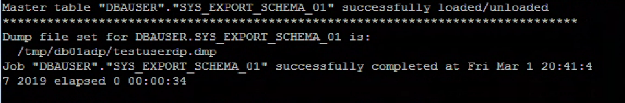 Master table "DBAUSER"."SYS_EXPORT_SCHEMA_01" successfully loaded/unloaded
******************************************************************************
Dump file set for DBAUSER.SYS_EXPORT_SCHEMA_01 is:
  /tmp/db01adp/testuserdp.dmp
Job "DBAUSER"."SYS_EXPORT_SCHEMA_01" successfully completed at Fri Mar 1 20:41:4
7 2019 elapsed 0 00:00:34